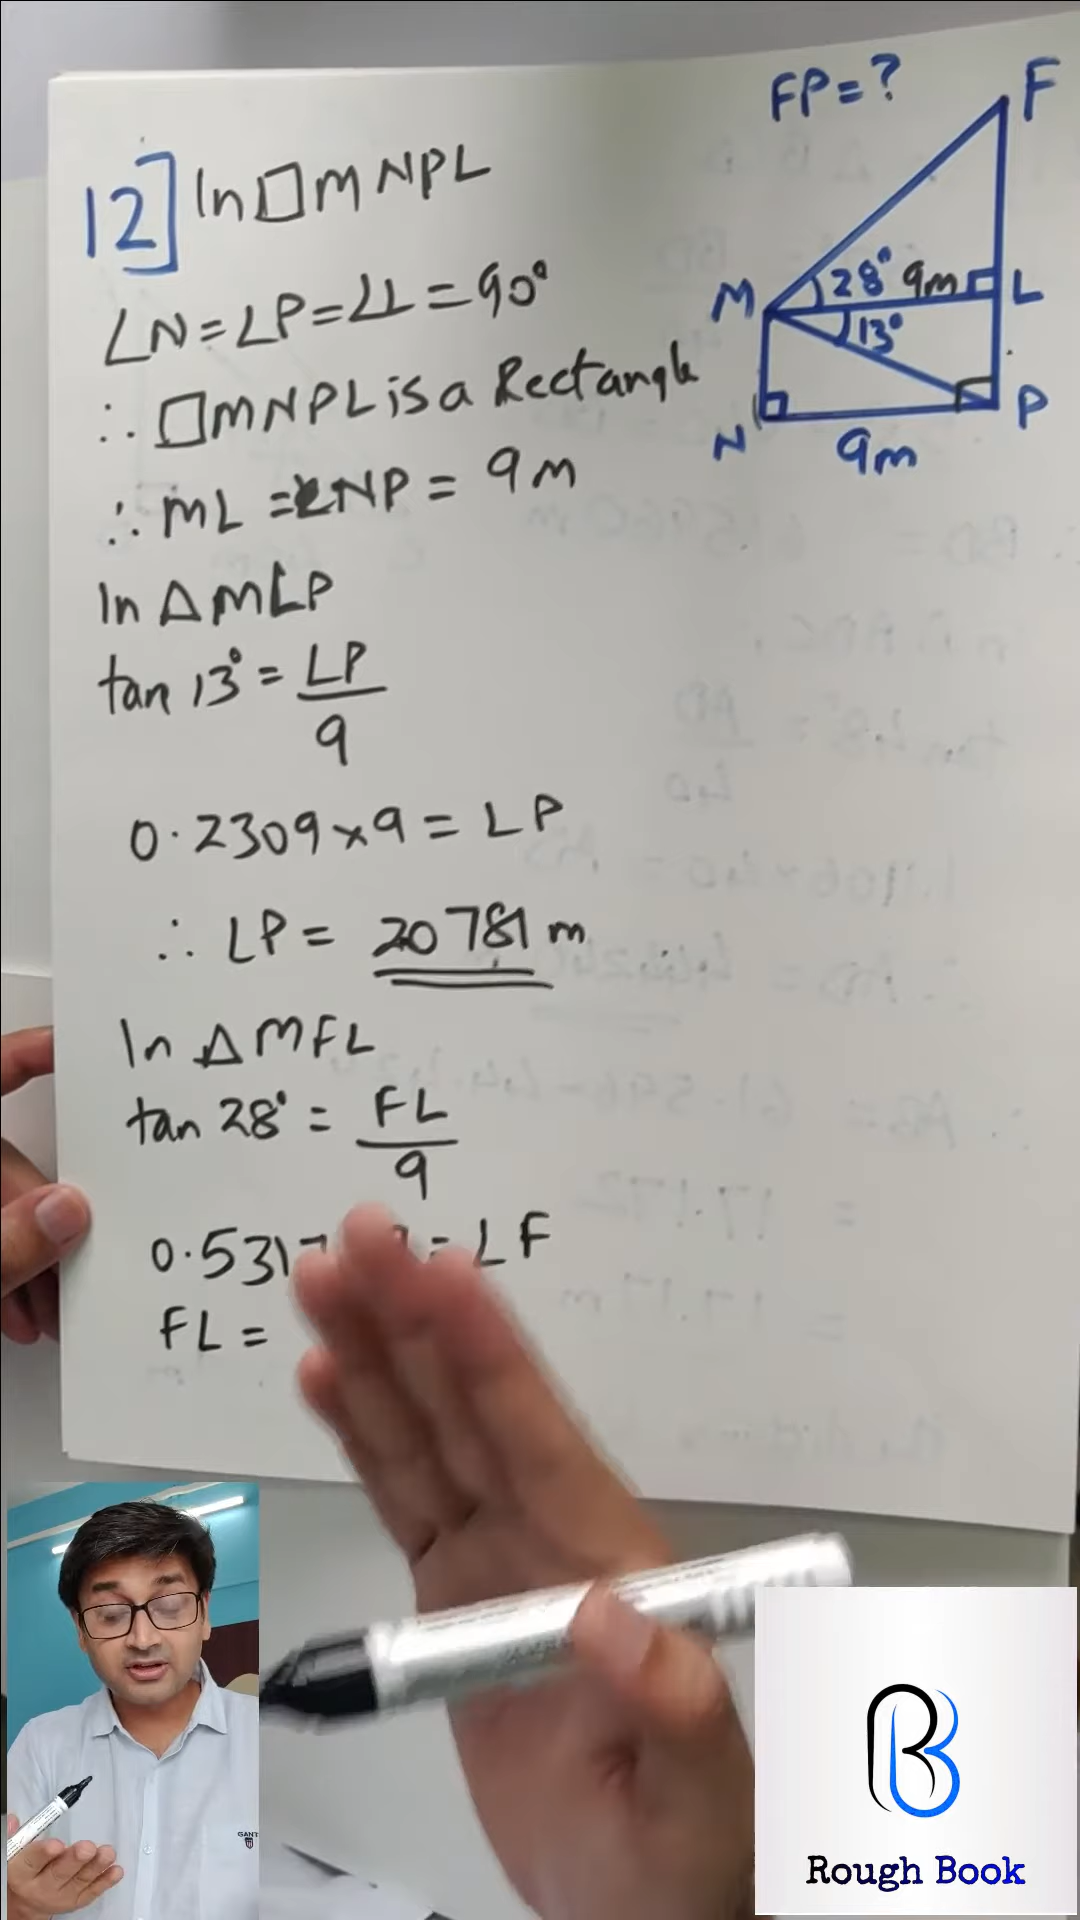 FP = ?
F
12] In □MNPL
M 28° 9m L
13°
N P
9m
∠N = ∠P = ∠L = 90°
∴ □MNPL is a Rectangle
∴ ML = NP = 9m
In △MLP
tan 13° = LP/9
0.2309 × 9 = LP
∴ LP = 20781 m
In △MFL
tan 28° = FL/9
0.531 = LF
FL =
GANT
B
Rough Book